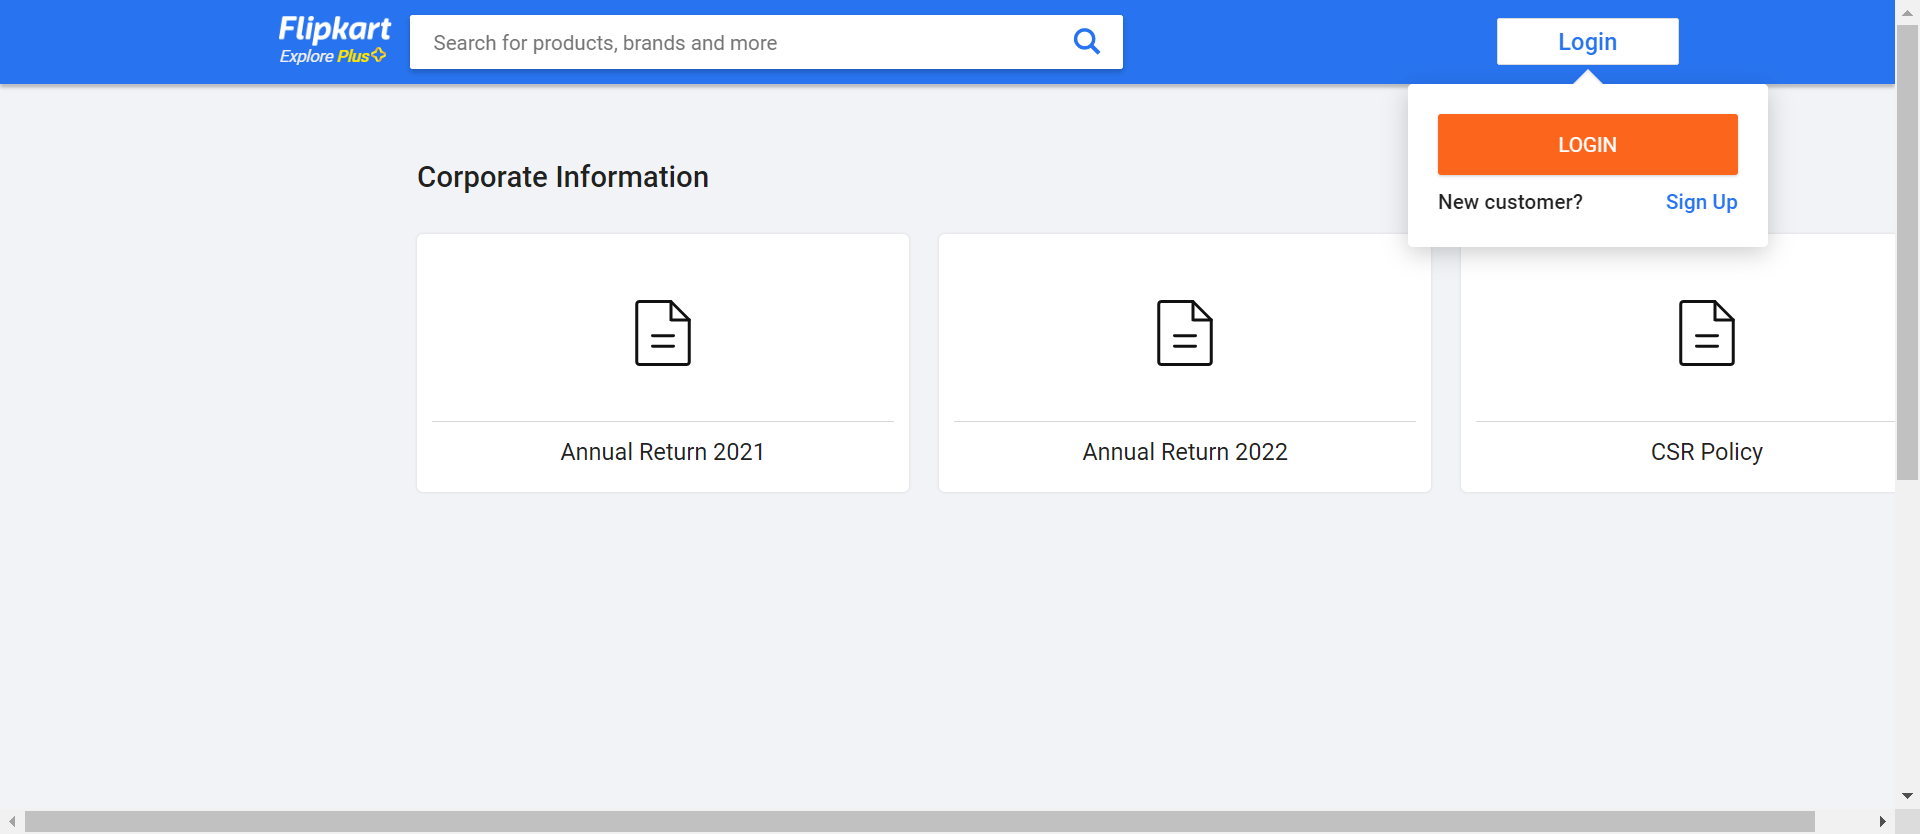 Flipkart
Explore Plus
Search for products, brands and more
Login
LOGIN
New customer? Sign Up
Corporate Information
Annual Return 2021
Annual Return 2022
CSR Policy